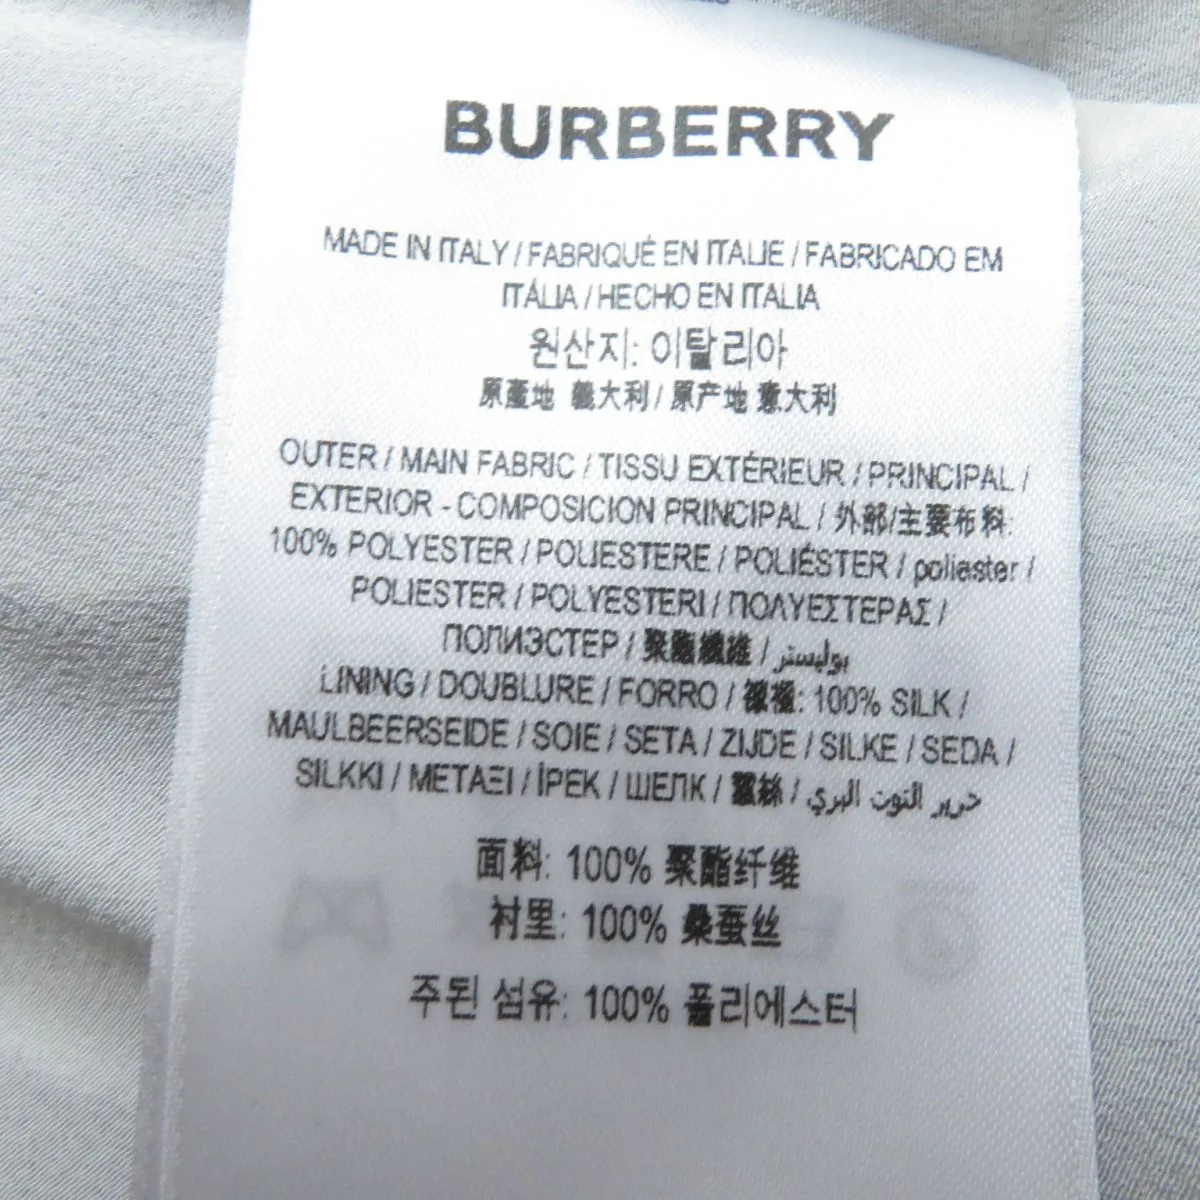 BURBERRY
MADE IN ITALY / FABRIQUÉ EN ITALIE / FABRICADO EM
ITÁLIA / HECHO EN ITALIA
원산지: 이탈리아
原產地 義大利 / 原产地 意大利
OUTER / MAIN FABRIC / TISSU EXTÉRIEUR / PRINCIPAL /
EXTERIOR - COMPOSICION PRINCIPAL / 外部/主要布料:
100% POLYESTER / POLIESTERE / POLIÉSTER / poliester /
POLIESTER / POLYESTERI / ΠΟΛΥΕΣΤΕΡΑΣ /
ПОЛИЭСТЕР / 聚酯纖維 / بوليستر
LINING / DOUBLURE / FORRO / 襯裡: 100% SILK /
MAULBEERSEIDE / SOIE / SETA / ZIJDE / SILKE / SEDA /
SILKKI / ΜΕΤΑΞΙ / İPEK / ШЕЛК / 蠶絲 / حرير التوت البري
面料: 100% 聚酯纤维
衬里: 100% 桑蚕丝
주된 섬유: 100% 폴리에스터